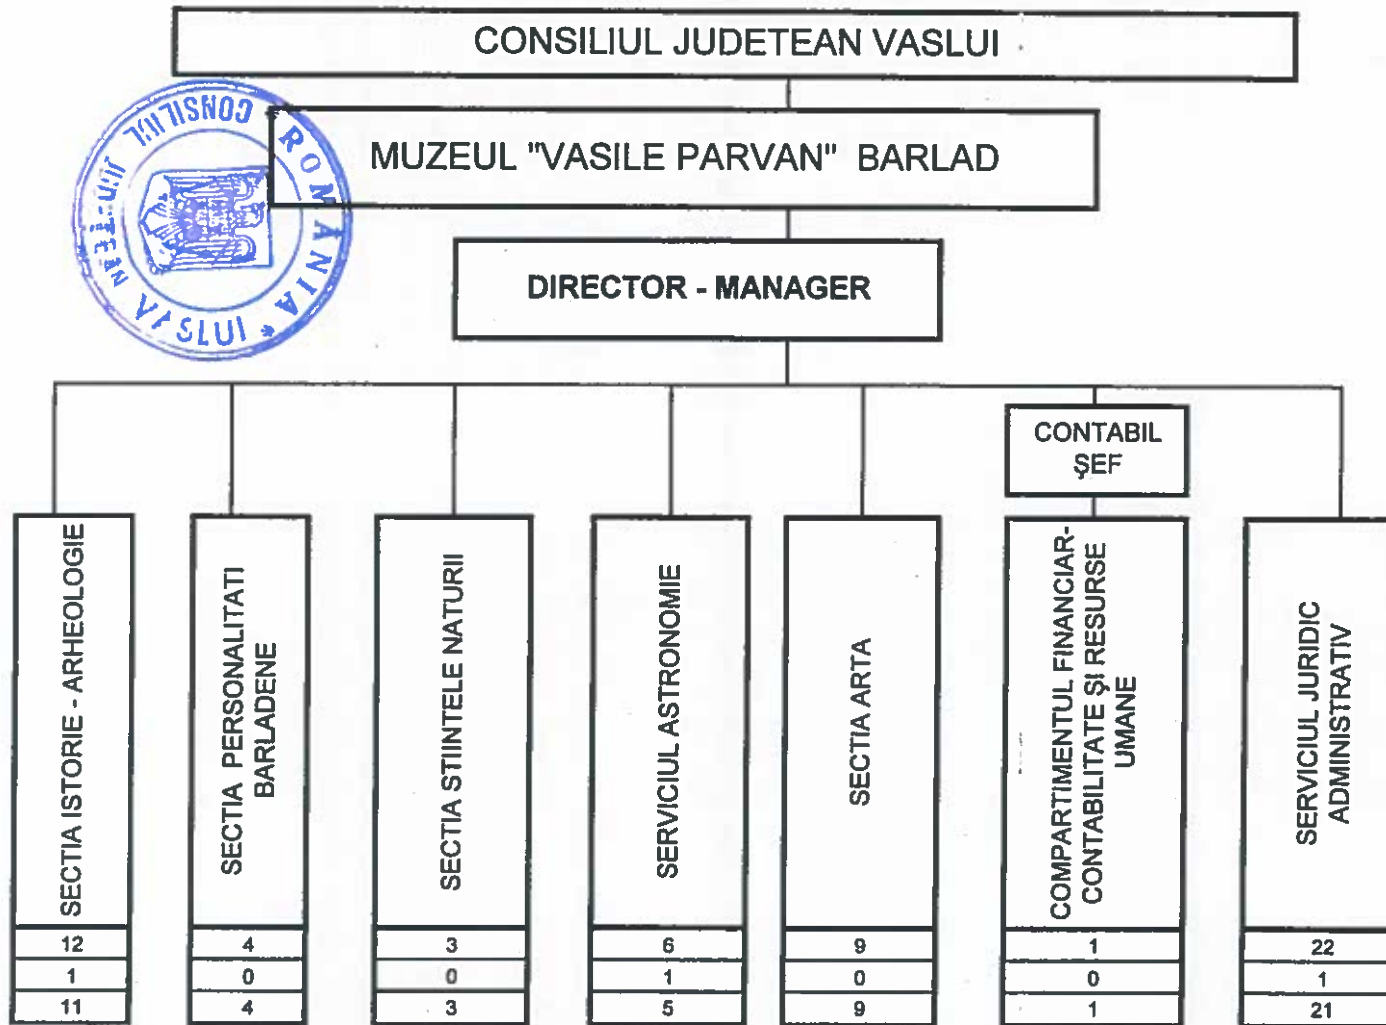 CONSILIUL JUDETEAN VASLUI
MUZEUL "VASILE PARVAN" BARLAD
ROMÂNIA * CONSILIUL JUDEŢEAN VASLUI *
DIRECTOR - MANAGER
CONTABIL
ŞEF
SECTIA ISTORIE - ARHEOLOGIE
SECTIA PERSONALITATI
BARLADENE
SECTIA STIINTELE NATURII
SERVICIUL ASTRONOMIE
SECTIA ARTA
COMPARTIMENTUL FINANCIAR-
CONTABILITATE ŞI RESURSE
UMANE
SERVICIUL JURIDIC
ADMINISTRATIV
12 4 3 6 9 1 22
1 0 0 1 0 0 1
11 4 3 5 9 1 21